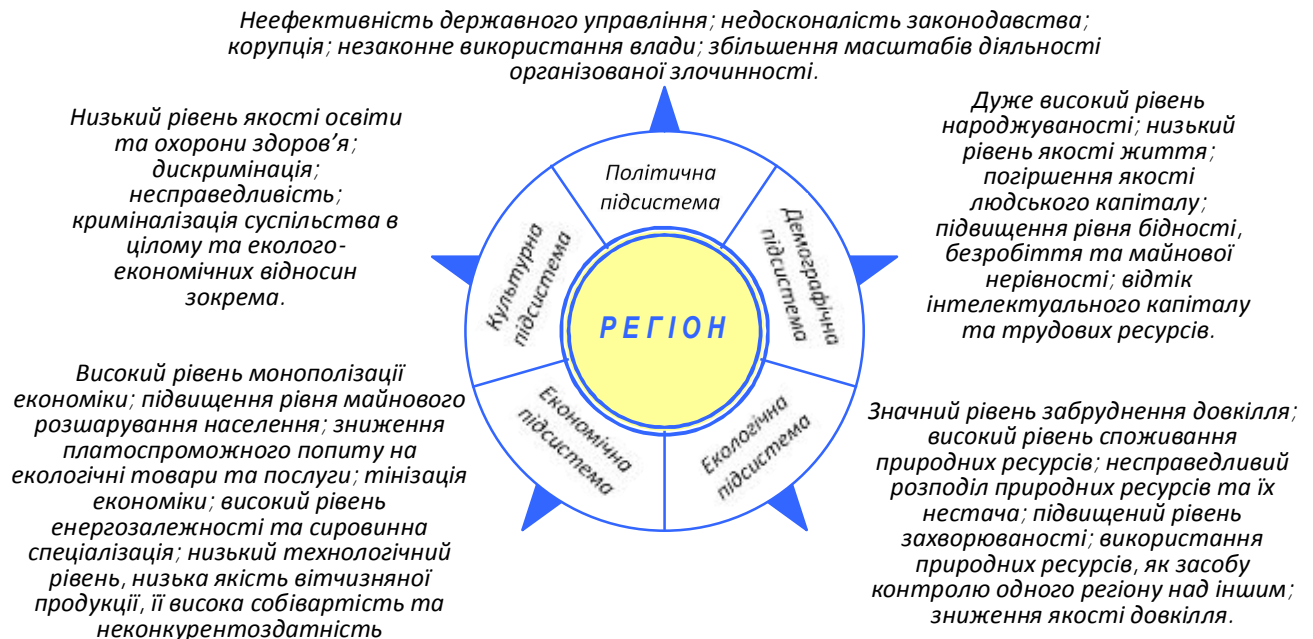 Неефективність державного управління; недосконалість законодавства;
корупція; незаконне використання влади; збільшення масштабів діяльності
організованої злочинності.
Низький рівень якості освіти
та охорони здоров’я;
дискримінація;
несправедливість;
криміналізація суспільства в
цілому та еколого-
економічних відносин
зокрема.
Дуже високий рівень
народжуваності; низький
рівень якості життя;
погіршення якості
людського капіталу;
підвищення рівня бідності,
безробіття та майнової
нерівності; відтік
інтелектуального капіталу
та трудових ресурсів.
Політична
підсистема
Культурна
підсистема
Демографічна
підсистема
РЕГІОН
Економічна
підсистема
Екологічна
підсистема
Високий рівень монополізації
економіки; підвищення рівня майнового
розшарування населення; зниження
платоспроможного попиту на
екологічні товари та послуги; тінізація
економіки; високий рівень
енергозалежності та сировинна
спеціалізація; низький технологічний
рівень, низька якість вітчизняної
продукції, її висока собівартість та
неконкурентоздатність
Значний рівень забруднення довкілля;
високий рівень споживання
природних ресурсів; несправедливий
розподіл природних ресурсів та їх
нестача; підвищений рівень
захворюваності; використання
природних ресурсів, як засобу
контролю одного регіону над іншим;
зниження якості довкілля.